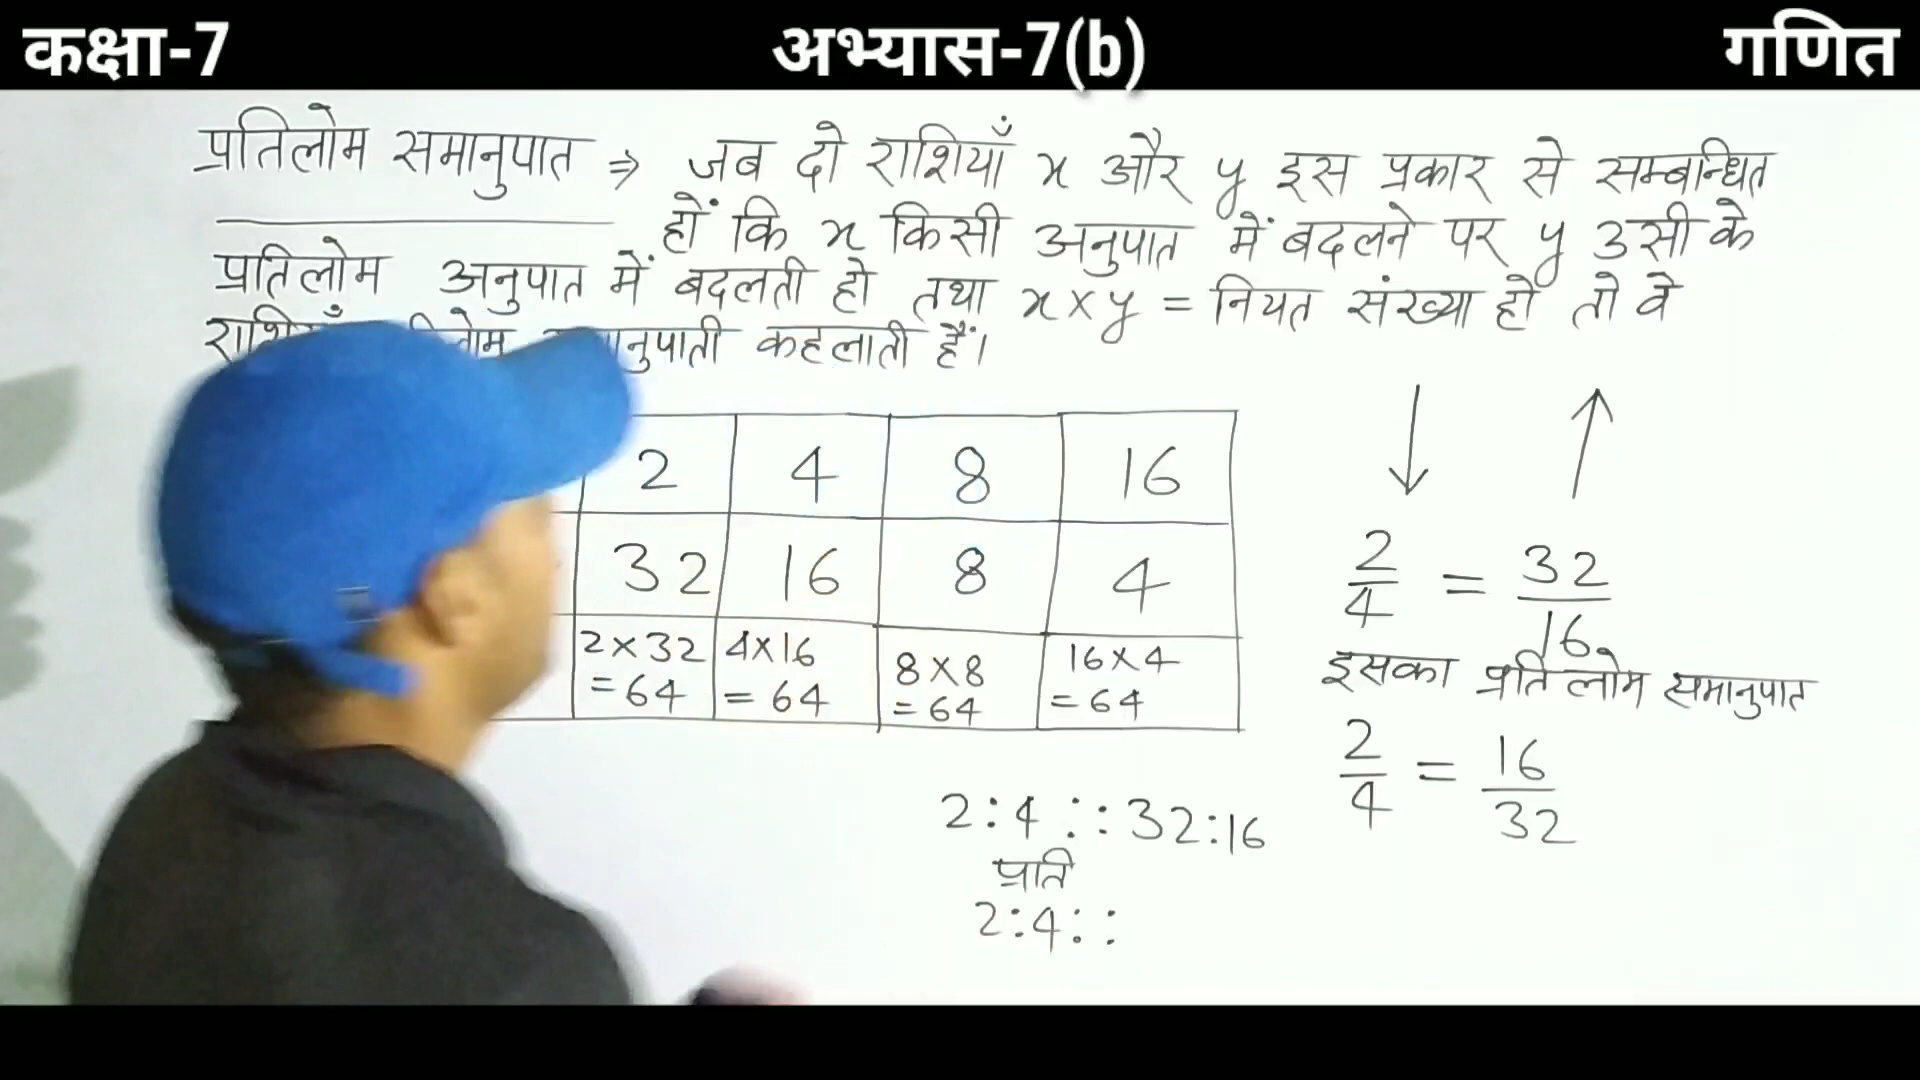 कक्षा-7 अभ्यास-7(b) गणित
प्रतिलोम समानुपात ⇒ जब दो राशियाँ x और y इस प्रकार से सम्बन्धित
हों कि x किसी अनुपात में बदलने पर y उसी के
प्रतिलोम अनुपात में बदलती हो तथा x×y = नियत संख्या हो तो वे
समानुपाती कहलाती हैं।
2 4 8 16
32 16 8 4
2×32 4×16 8×8 16×4
=64 =64 =64 =64
↓ ↑
2/4 = 32/16
इसका प्रतिलोम समानुपात
2/4 = 16/32
2:4::32:16
प्रति
2:4::